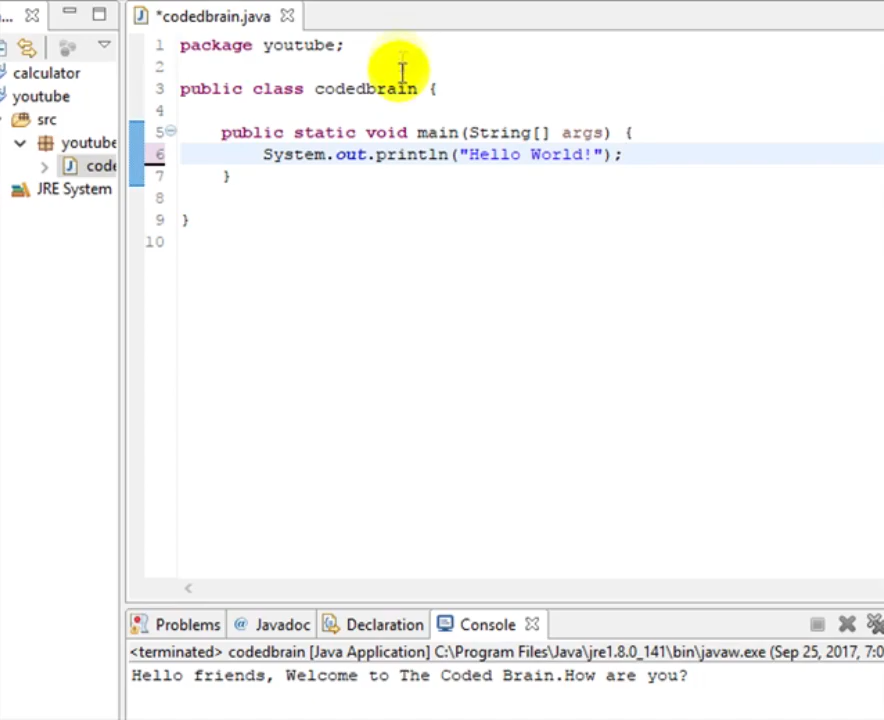 *codedbrain.java
calculator
youtube
src
youtube
code
JRE System
1 package youtube;
2
3 public class codedbrain {
4
5 public static void main(String[] args) {
6 System.out.println("Hello World!");
7 }
8
9 }
10
Problems @ Javadoc Declaration Console
<terminated> codedbrain [Java Application] C:\Program Files\Java\jre1.8.0_141\bin\javaw.exe (Sep 25, 2017, 7:0
Hello friends, Welcome to The Coded Brain.How are you?